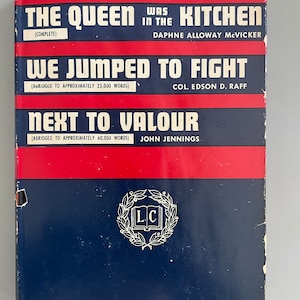 THE QUEEN WAS IN THE KITCHEN
(COMPLETE) DAPHNE ALLOWAY McVICKER
WE JUMPED TO FIGHT
(ABRIDGED TO APPROXIMATELY 25,000 WORDS) COL. EDSON D. RAFF
NEXT TO VALOUR
(ABRIDGED TO APPROXIMATELY 60,000 WORDS) JOHN JENNINGS
LC